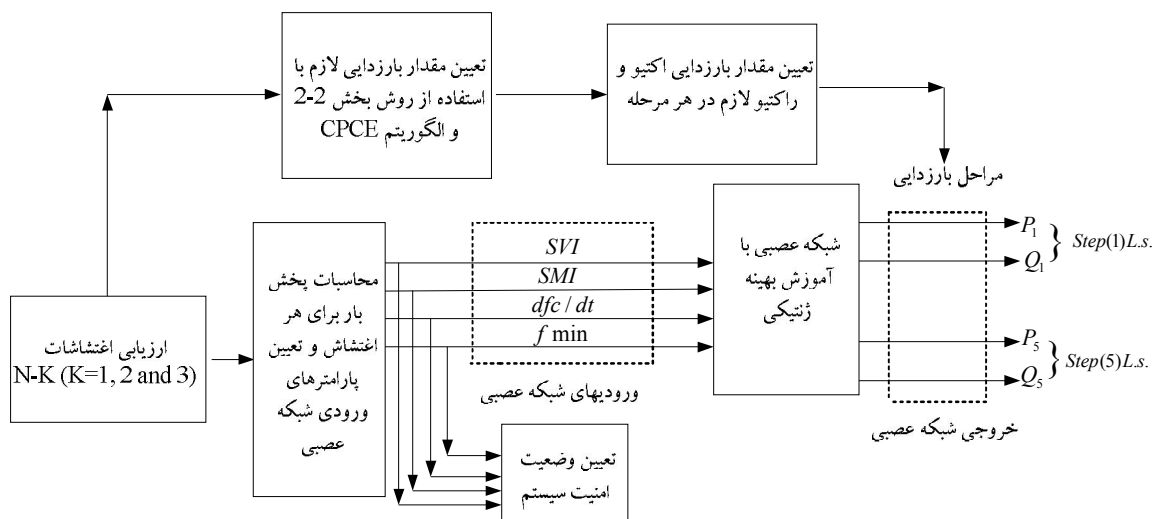 تعیین مقدار بارزدایی لازم با
استفاده از روش بخش 2-2
و الگوریتم CPCE
تعیین مقدار بارزدایی اکتیو و
راکتیو لازم در هر مرحله
مراحل بارزدایی
ارزیابی اغتشاشات
N-K (K=1, 2 and 3)
محاسبات پخش
بار برای هر
اغتشاش و تعیین
پارامترهای
ورودی شبکه
عصبی
SVI
SMI
dfc / dt
f min
ورودیهای شبکه عصبی
تعیین وضعیت
امنیت سیستم
شبکه عصبی با
آموزش بهینه
ژنتیکی
P1
Q1
Step(1)L.s.
P5
Q5
Step(5)L.s.
خروجی شبکه عصبی